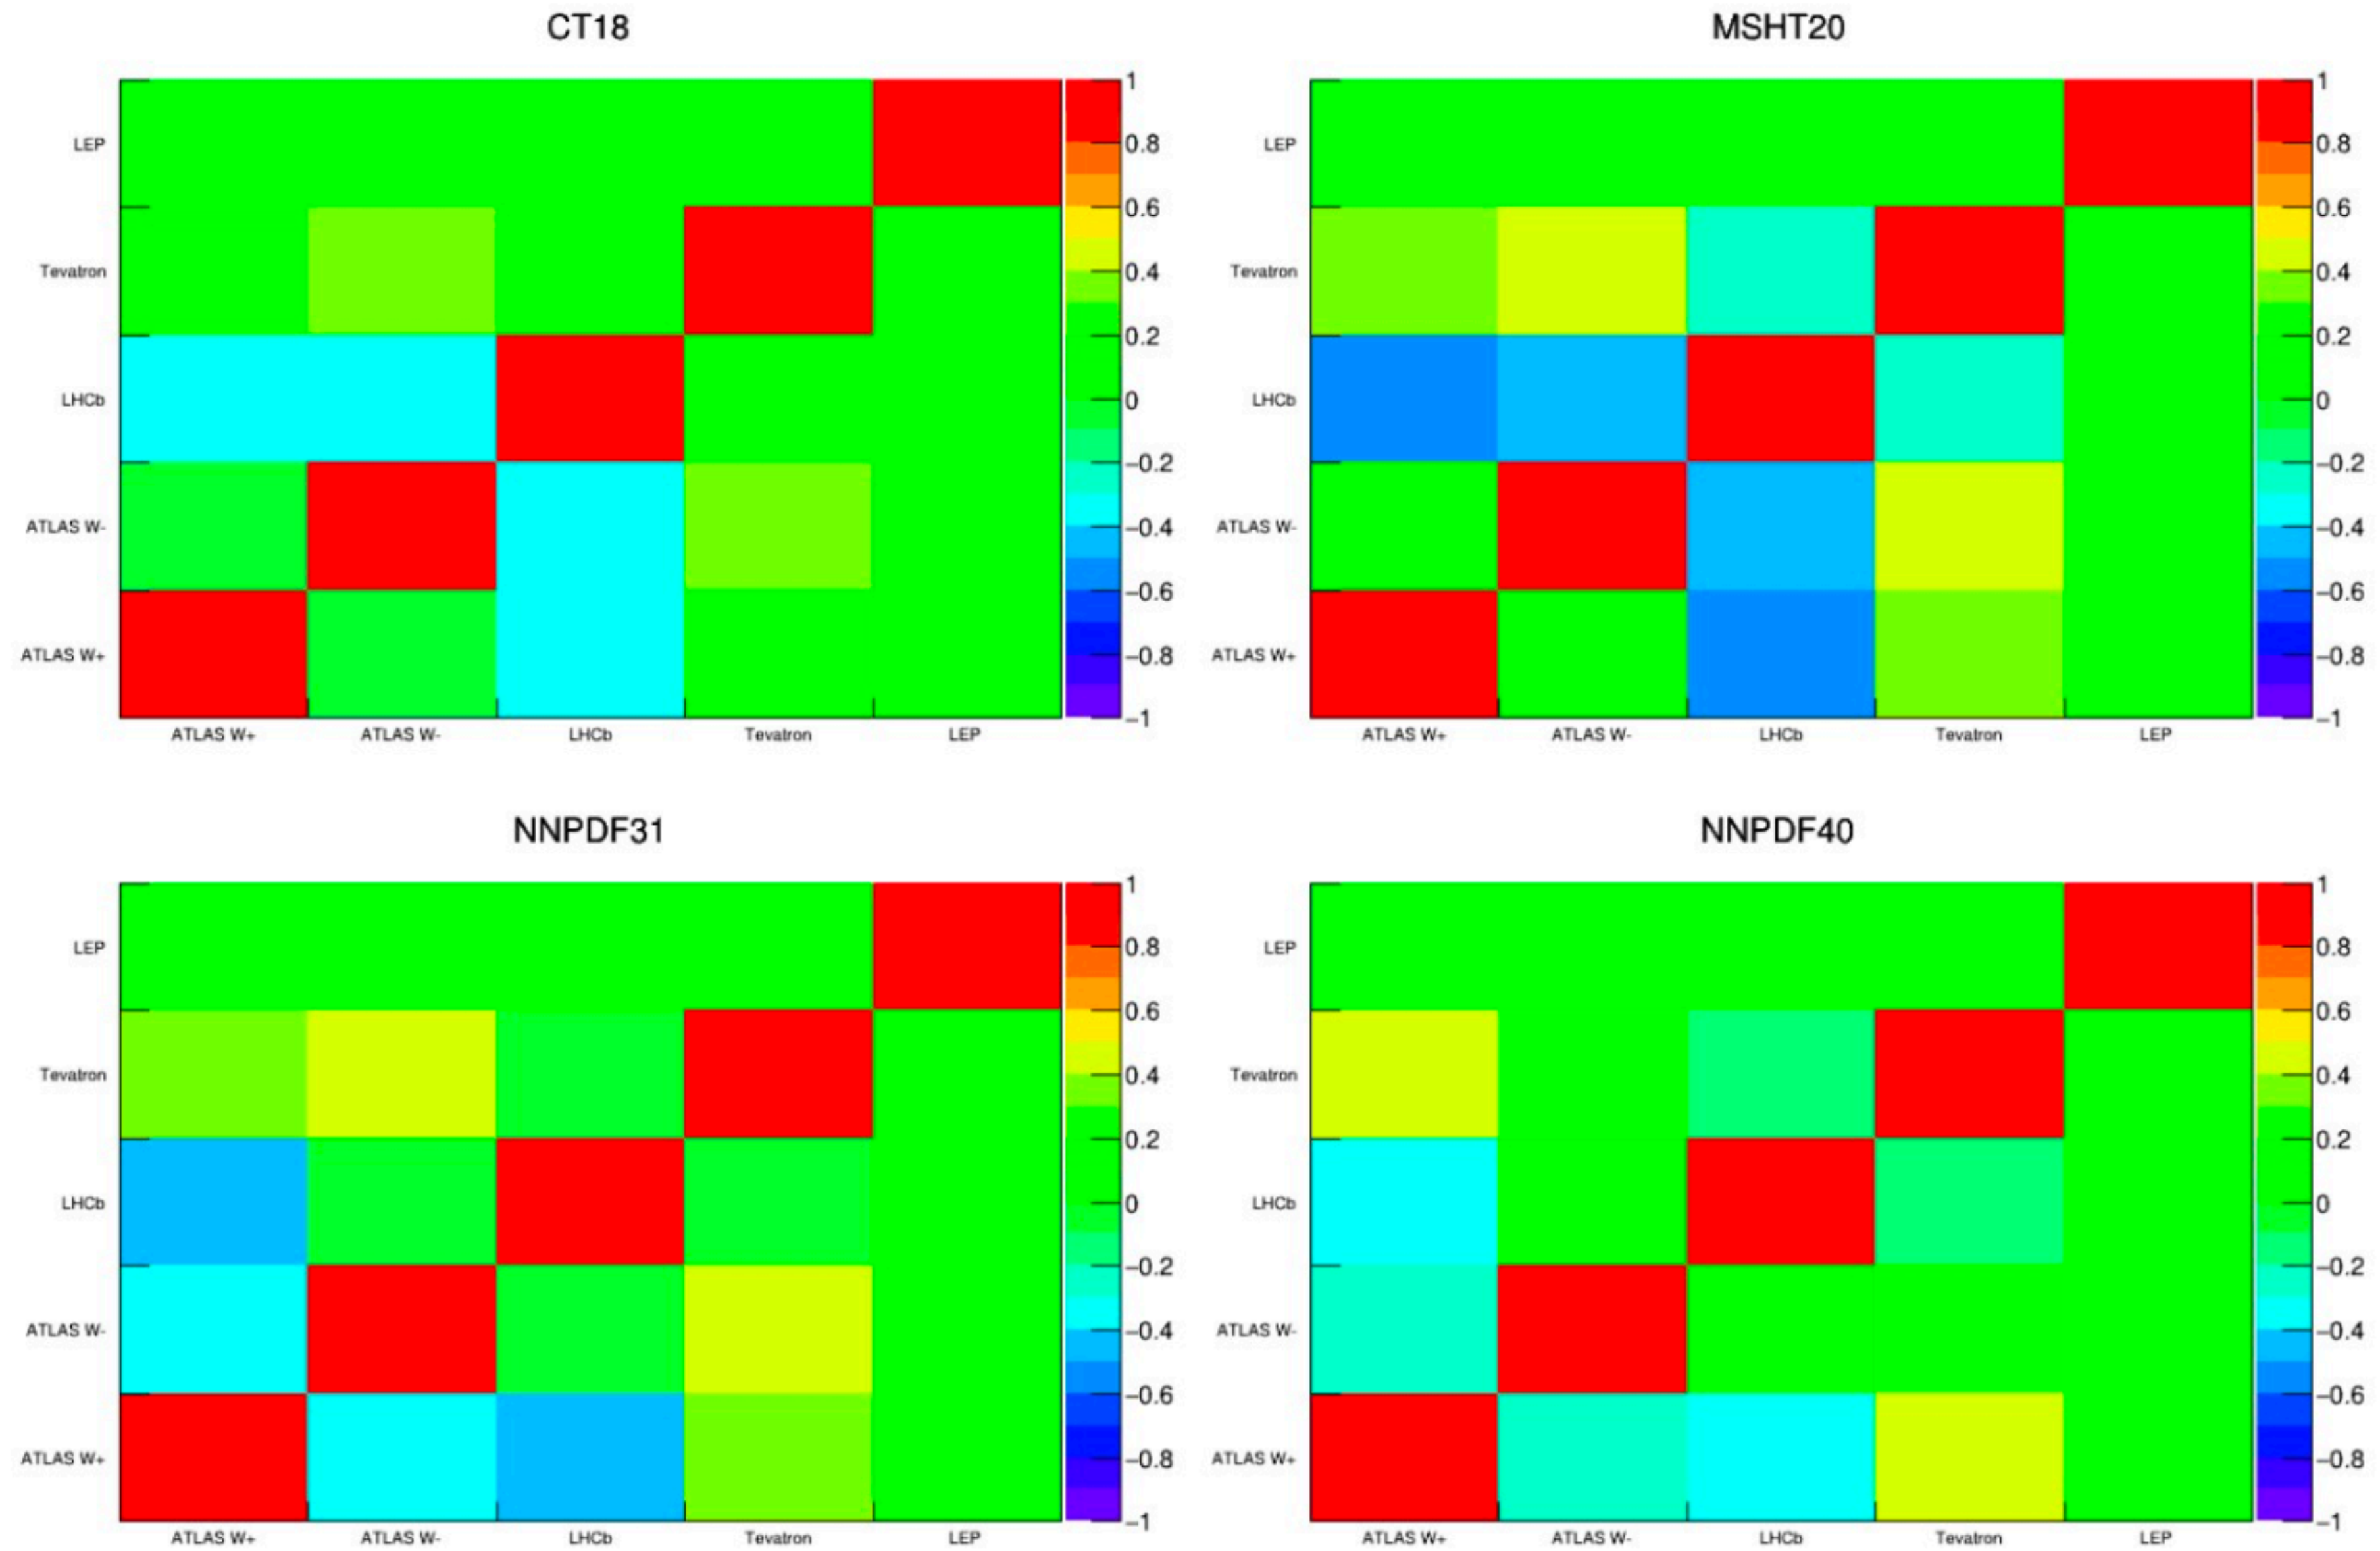 CT18
1
0.8
0.6
0.4
0.2
0
–0.2
–0.4
–0.6
–0.8
–1
LEP
Tevatron
LHCb
ATLAS W-
ATLAS W+
ATLAS W+ ATLAS W- LHCb Tevatron LEP
MSHT20
1
0.8
0.6
0.4
0.2
0
–0.2
–0.4
–0.6
–0.8
–1
LEP
Tevatron
LHCb
ATLAS W-
ATLAS W+
ATLAS W+ ATLAS W- LHCb Tevatron LEP
NNPDF31
1
0.8
0.6
0.4
0.2
0
–0.2
–0.4
–0.6
–0.8
–1
LEP
Tevatron
LHCb
ATLAS W-
ATLAS W+
ATLAS W+ ATLAS W- LHCb Tevatron LEP
NNPDF40
1
0.8
0.6
0.4
0.2
0
–0.2
–0.4
–0.6
–0.8
–1
LEP
Tevatron
LHCb
ATLAS W-
ATLAS W+
ATLAS W+ ATLAS W- LHCb Tevatron LEP